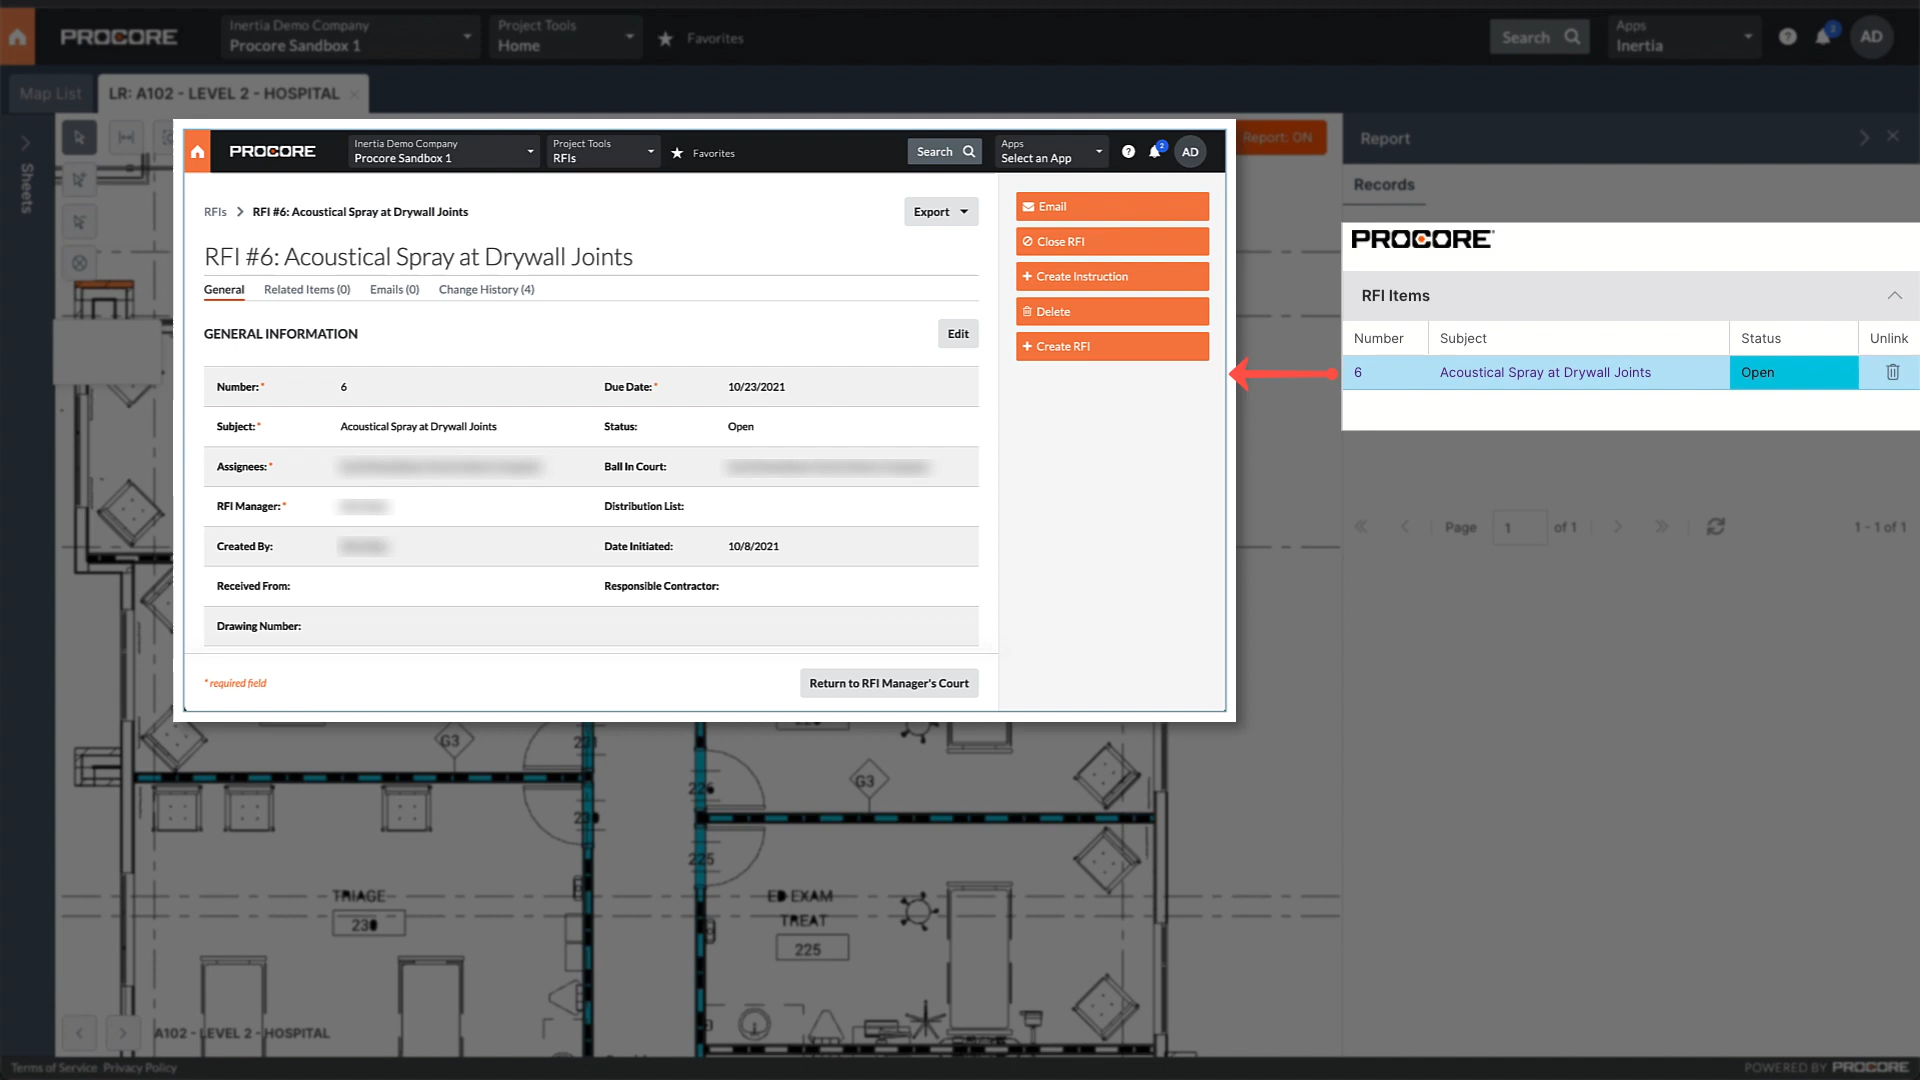 PROCORE
Inertia Demo Company
Procore Sandbox 1
Project Tools
Home
Favorites
Search
Apps
Inertia
2
AD
Map List
LR: A102 - LEVEL 2 - HOSPITAL
Sheets
Report: ON
Report
Records
PROCORE
Inertia Demo Company
Procore Sandbox 1
Project Tools
RFIs
Favorites
Search
Apps
Select an App
2
AD
RFIs > RFI #6: Acoustical Spray at Drywall Joints
Export
RFI #6: Acoustical Spray at Drywall Joints
General Related Items (0) Emails (0) Change History (4)
GENERAL INFORMATION
Edit
Number:* 6 Due Date:* 10/23/2021
Subject:* Acoustical Spray at Drywall Joints Status: Open
Assignees:* Ball In Court:
RFI Manager:* Distribution List:
Created By: Date Initiated: 10/8/2021
Received From: Responsible Contractor:
Drawing Number:
* required field
Return to RFI Manager's Court
Email
Close RFI
+ Create Instruction
Delete
+ Create RFI
PROCORE
RFI Items
Number Subject Status Unlink
6 Acoustical Spray at Drywall Joints Open
Page 1 of 1
1 - 1 of 1
G3
231
G3
226
225
TRIAGE
230
ED EXAM
TREAT
225
A102 - LEVEL 2 - HOSPITAL
Terms of Service Privacy Policy
POWERED BY PROCORE